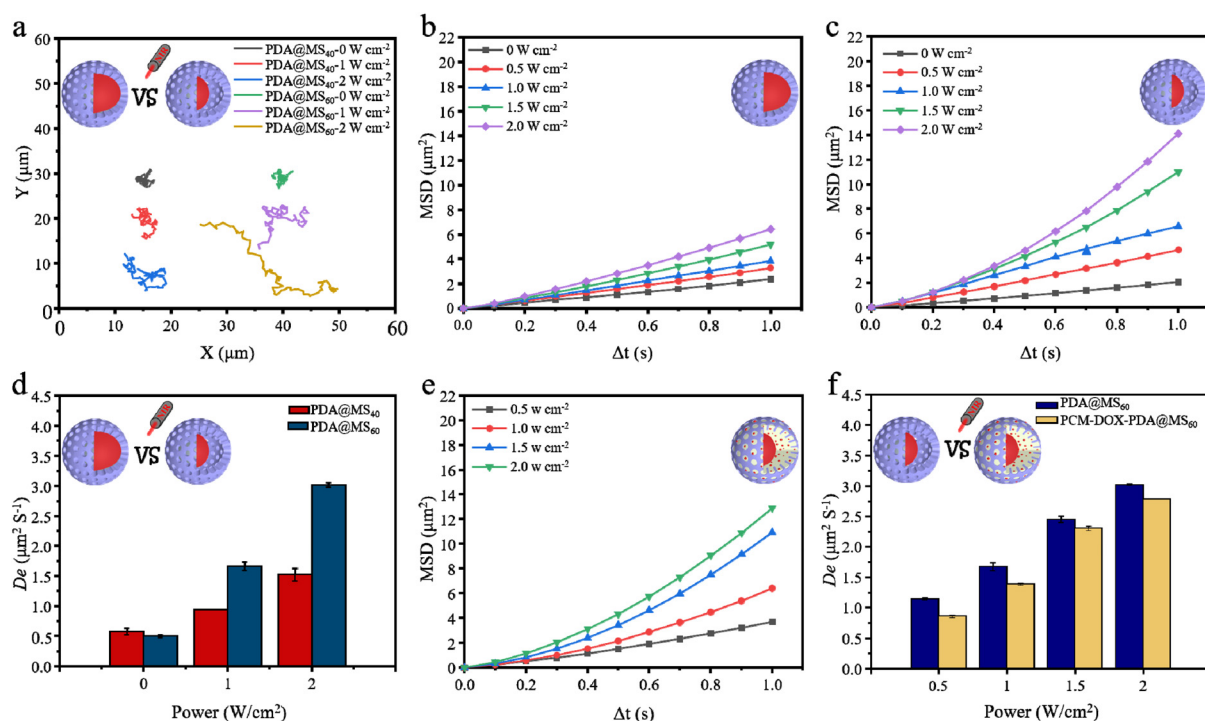 a
60
50
40
30
20
10
0
Y (μm)
NIR
VS
PDA@MS40-0 W cm-2
PDA@MS40-1 W cm-2
PDA@MS40-2 W cm-2
PDA@MS60-0 W cm-2
PDA@MS60-1 W cm-2
PDA@MS60-2 W cm-2
0 10 20 30 40 50 60
X (μm)
b
22
20
18
16
14
12
10
8
6
4
2
0
MSD (μm²)
0 W cm-2
0.5 W cm-2
1.0 W cm-2
1.5 W cm-2
2.0 W cm-2
0.0 0.2 0.4 0.6 0.8 1.0
Δt (s)
c
22
20
18
16
14
12
10
8
6
4
2
0
MSD (μm²)
0 W cm-2
0.5 W cm-2
1.0 W cm-2
1.5 W cm-2
2.0 W cm-2
0.0 0.2 0.4 0.6 0.8 1.0
Δt (s)
d
4.5
4.0
3.5
3.0
2.5
2.0
1.5
1.0
0.5
0.0
De (μm² S-1)
NIR
VS
PDA@MS40
PDA@MS60
0 1 2
Power (W/cm²)
e
22
20
18
16
14
12
10
8
6
4
2
0
MSD (μm²)
0.5 w cm-2
1.0 w cm-2
1.5 w cm-2
2.0 w cm-2
0.0 0.2 0.4 0.6 0.8 1.0
Δt (s)
f
4.5
4.0
3.5
3.0
2.5
2.0
1.5
1.0
0.5
0.0
De (μm² S-1)
NIR
VS
PDA@MS60
PCM-DOX-PDA@MS60
0.5 1 1.5 2
Power (W/cm²)